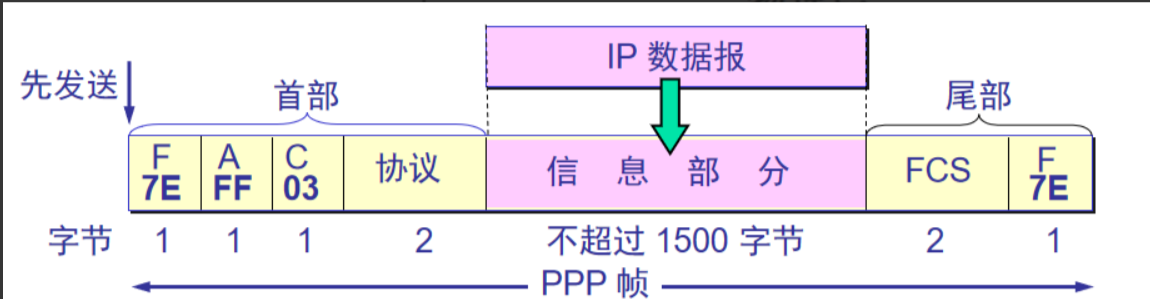 IP 数据报
先发送
首部
尾部
F A C 协议 信息部分 FCS F
7E FF 03 7E
字节 1 1 1 2 不超过 1500 字节 2 1
PPP 帧